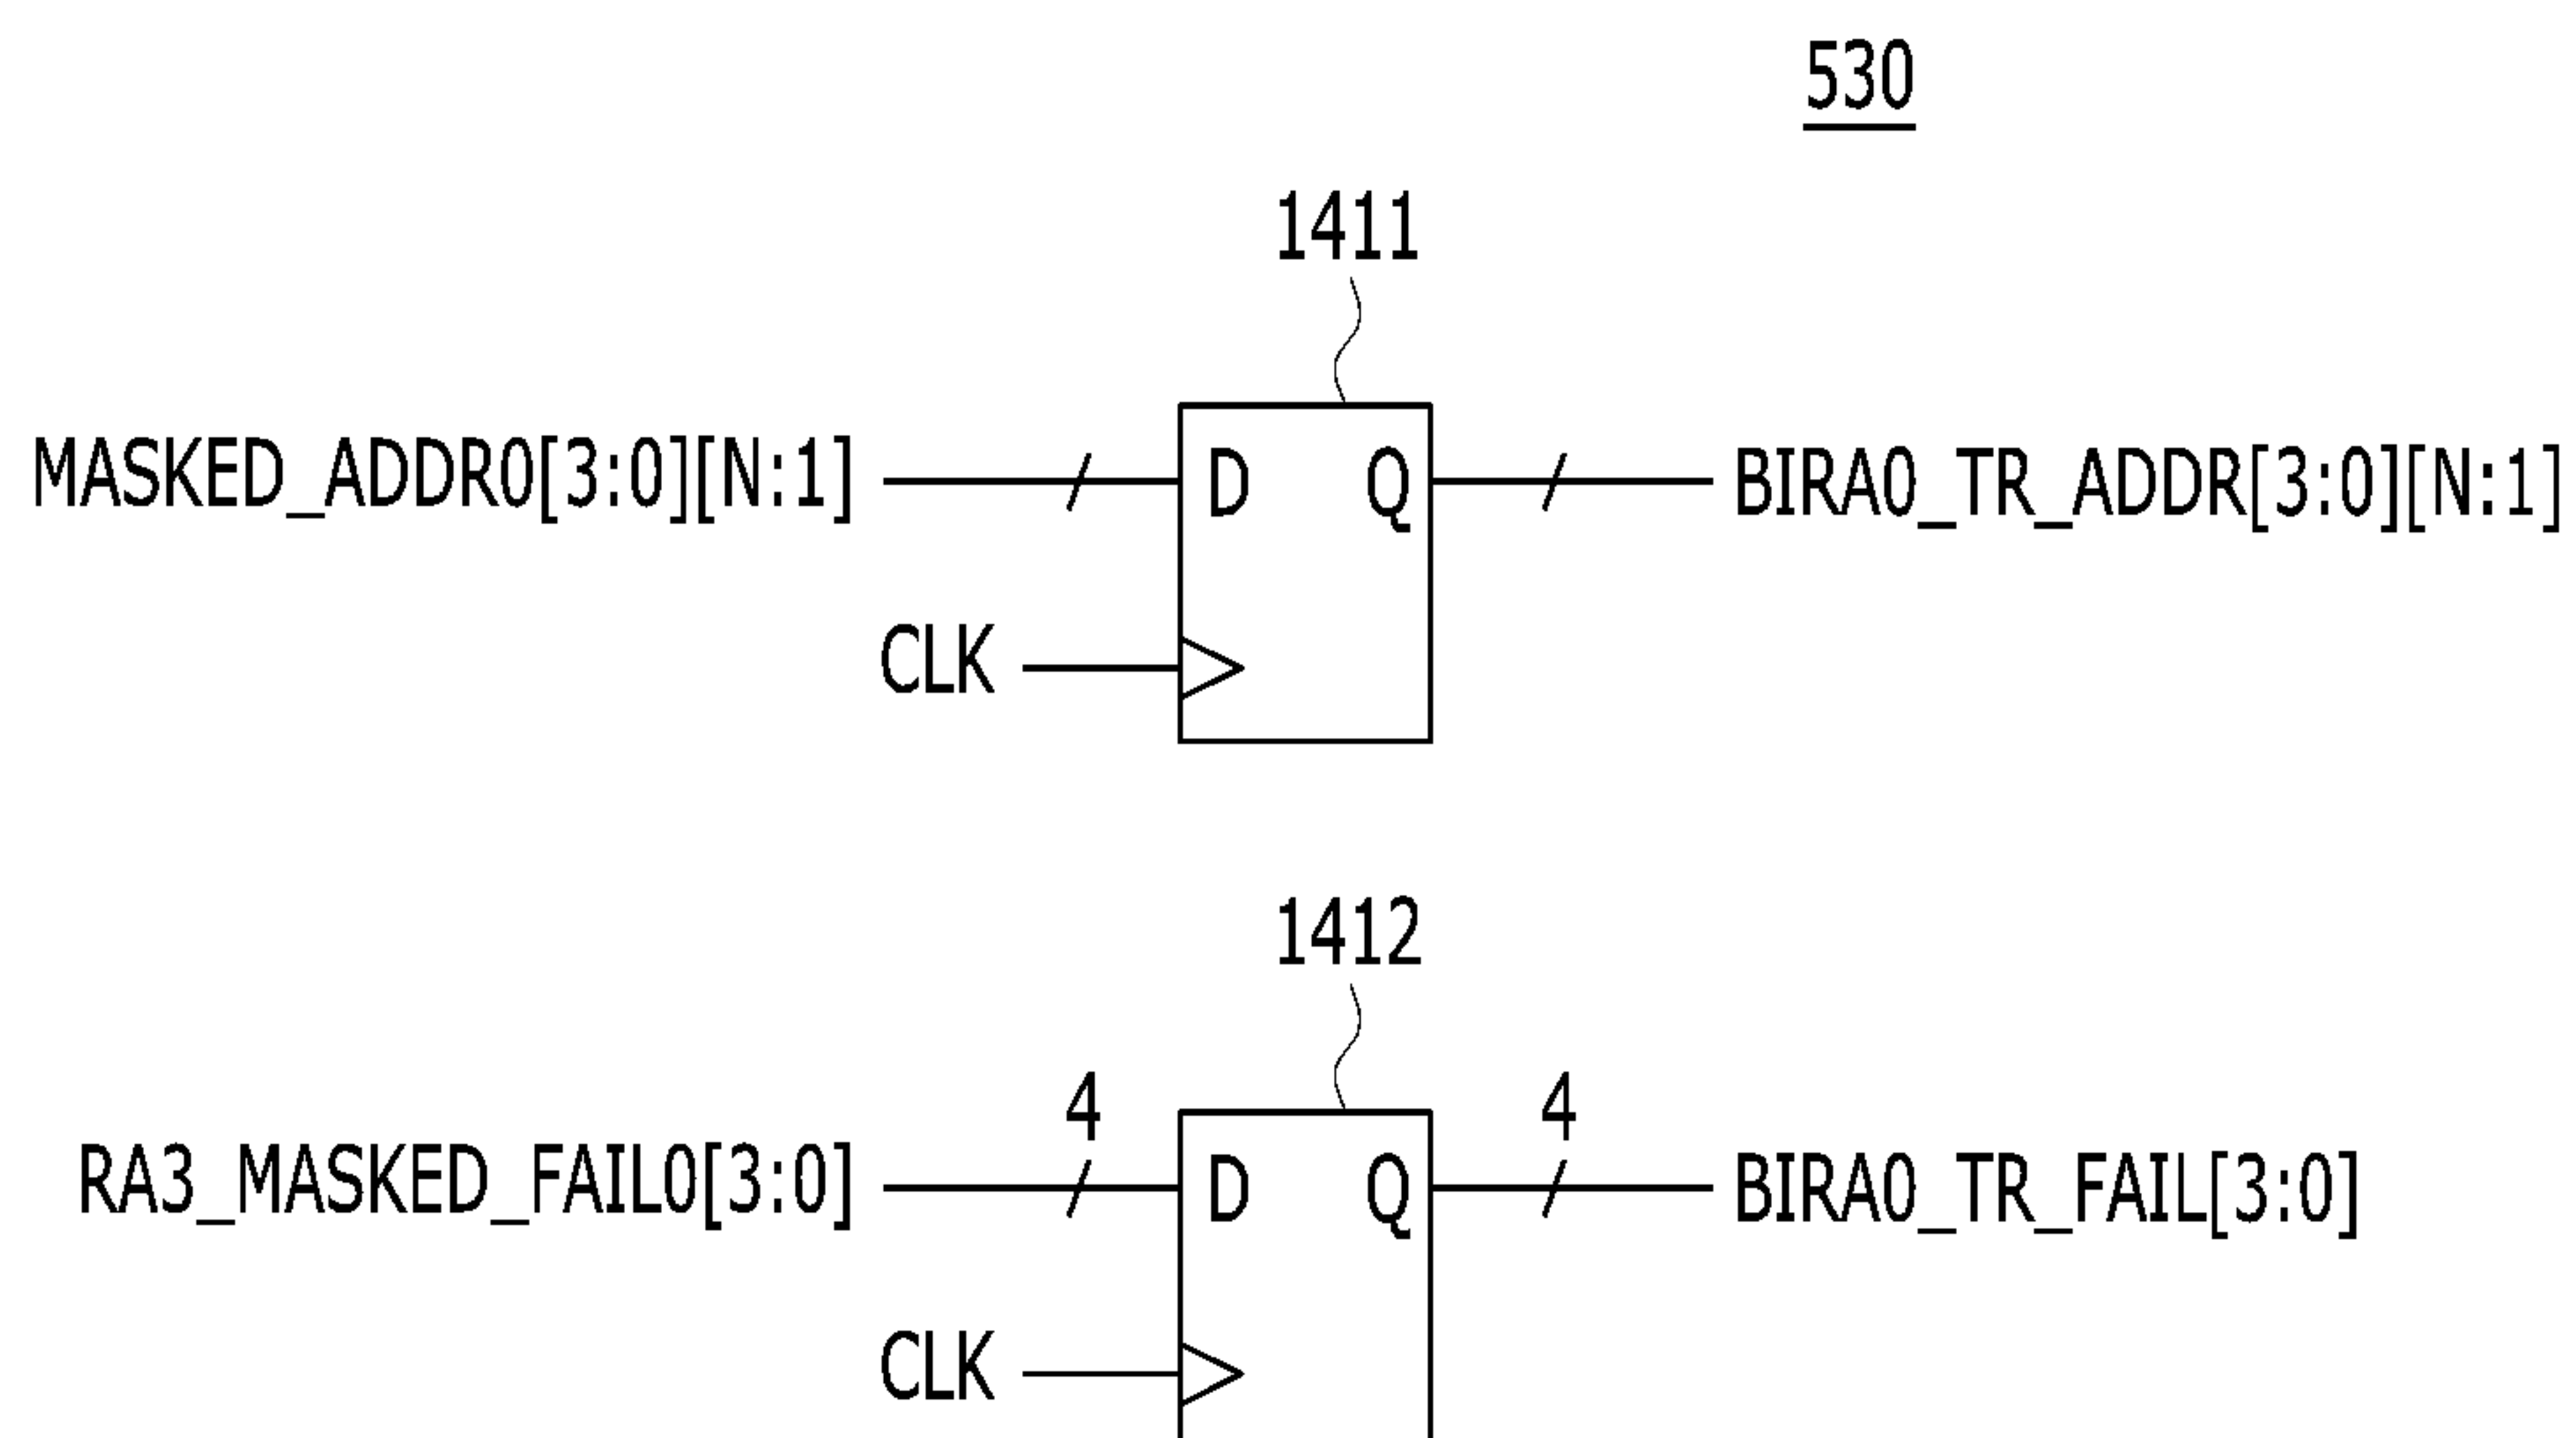 530
1411
MASKED_ADDR0[3:0][N:1]
D
Q
BIRA0_TR_ADDR[3:0][N:1]
CLK
1412
4
4
RA3_MASKED_FAIL0[3:0]
D
Q
BIRA0_TR_FAIL[3:0]
CLK